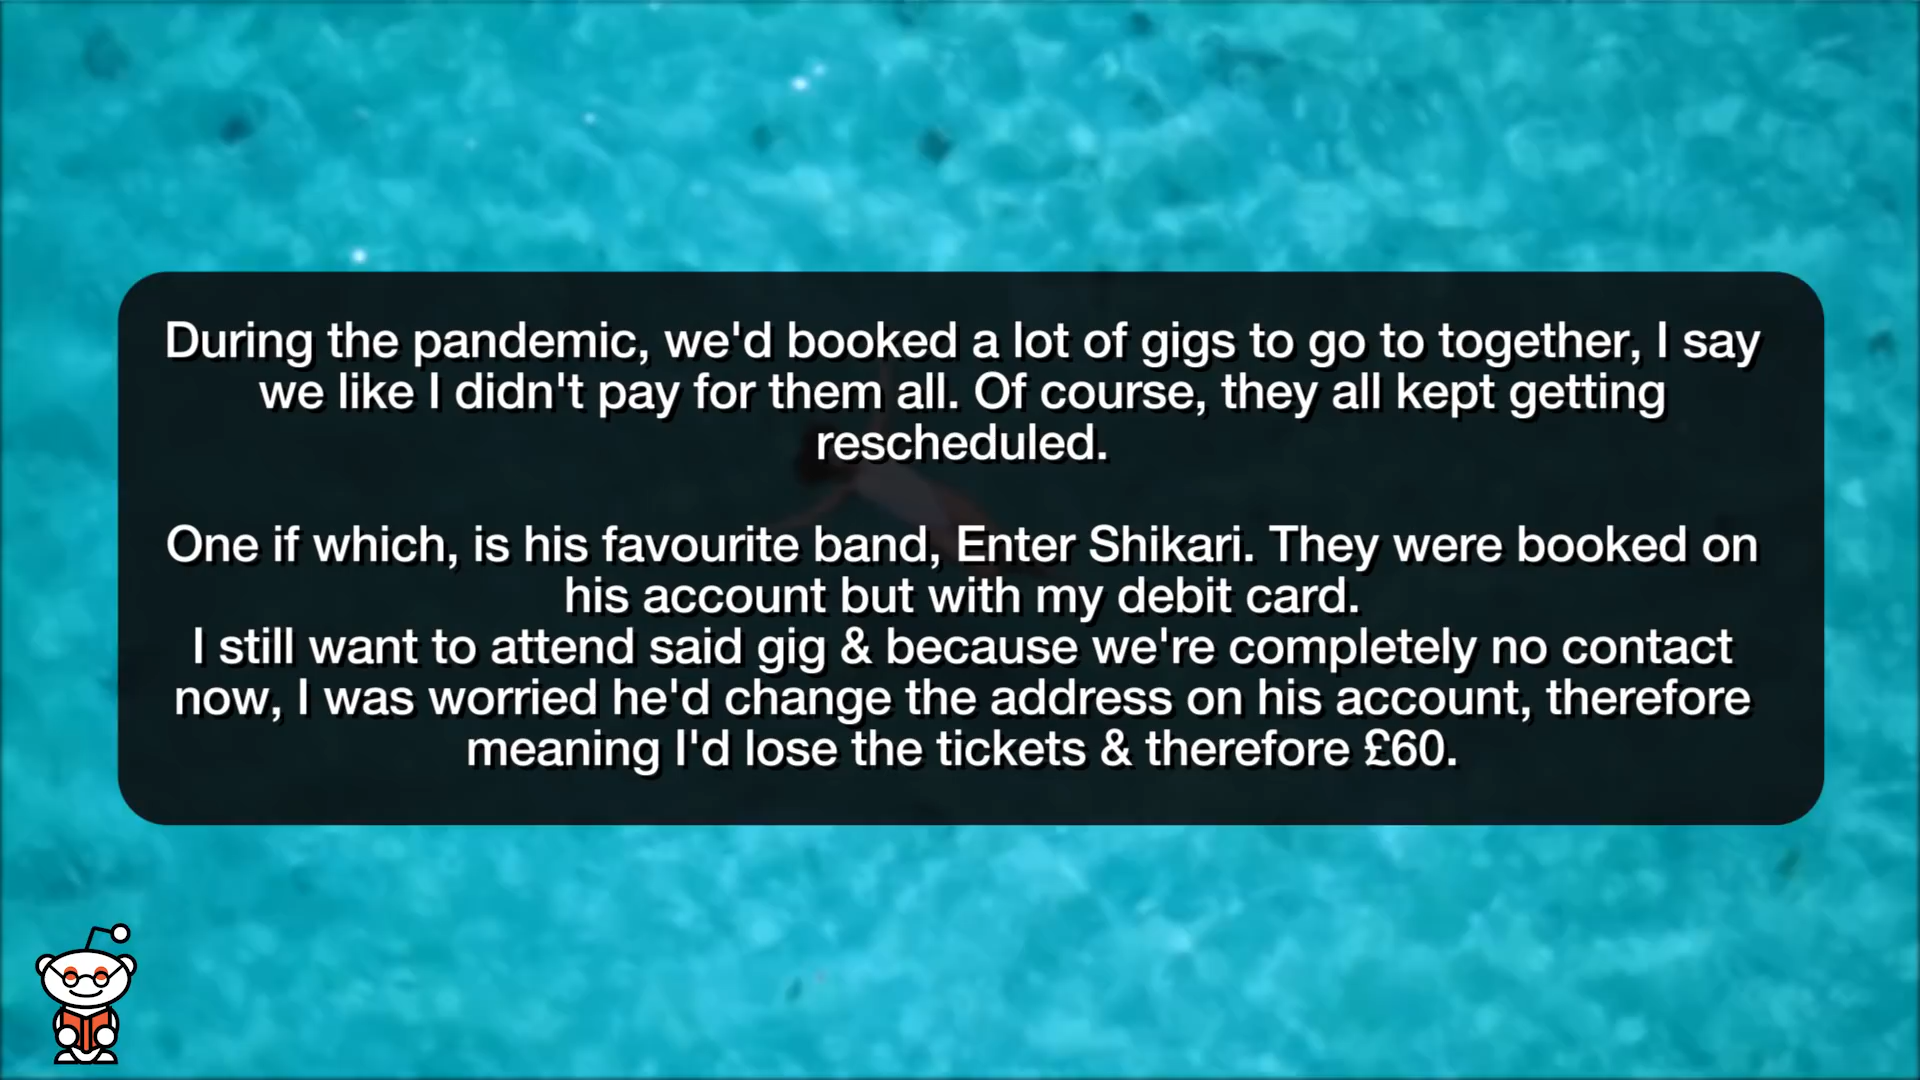 During the pandemic, we'd booked a lot of gigs to go to together, I say
we like I didn't pay for them all. Of course, they all kept getting
rescheduled.
One if which, is his favourite band, Enter Shikari. They were booked on
his account but with my debit card.
I still want to attend said gig & because we're completely no contact
now, I was worried he'd change the address on his account, therefore
meaning I'd lose the tickets & therefore £60.